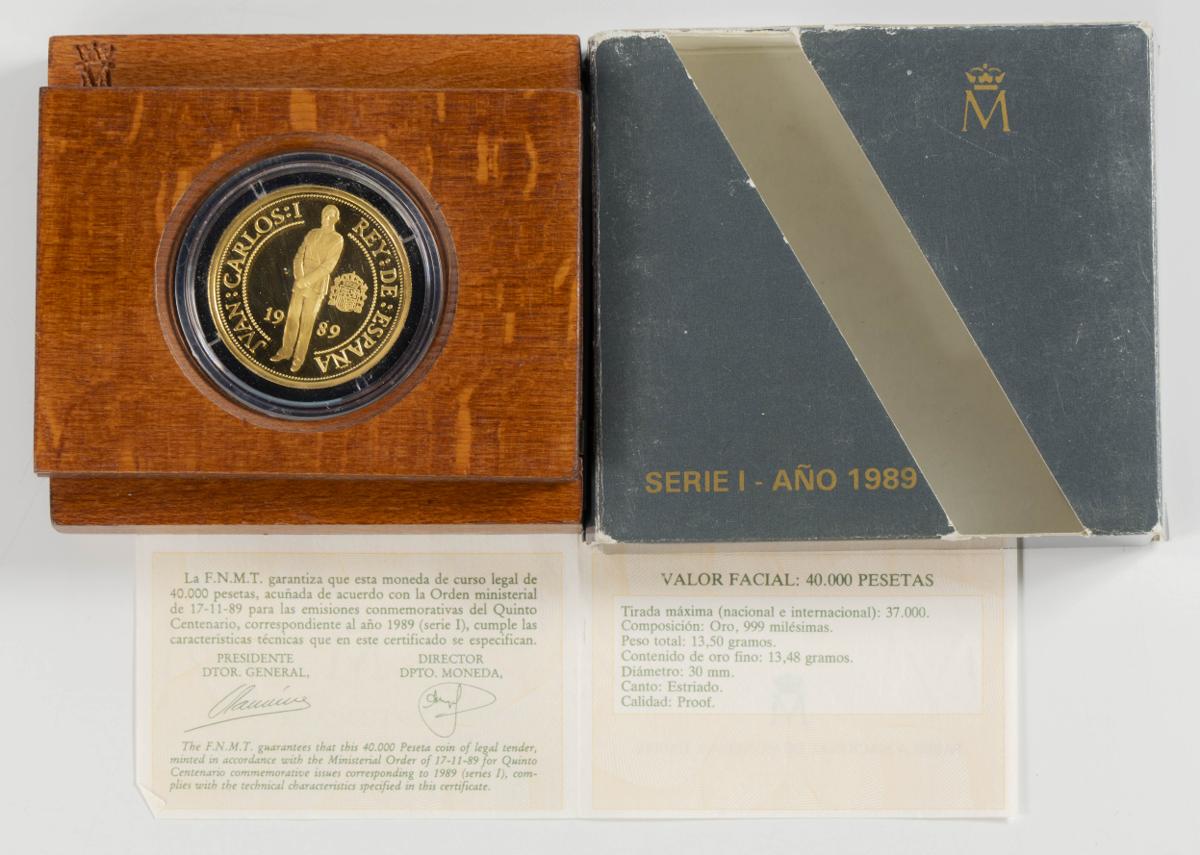 M
JVAN:CARLOS:I REY:DE:ESPAÑA
1989
M
SERIE I - AÑO 1989
La F.N.M.T. garantiza que esta moneda de curso legal de
40.000 pesetas, acuñada de acuerdo con la Orden ministerial
de 17-11-89 para las emisiones conmemorativas del Quinto
Centenario, correspondiente al año 1989 (serie I), cumple las
características técnicas que en este certificado se especifican.
PRESIDENTE
DTOR. GENERAL,
DIRECTOR
DPTO. MONEDA,
The F.N.M.T. guarantees that this 40.000 Peseta coin of legal tender,
minted in accordance with the Ministerial Order of 17-11-89 for Quinto
Centenario commemorative issues corresponding to 1989 (series I), com-
plies with the technical characteristics specified in this certificate.
VALOR FACIAL: 40.000 PESETAS
Tirada máxima (nacional e internacional): 37.000.
Composición: Oro, 999 milésimas.
Peso total: 13,50 gramos.
Contenido de oro fino: 13,48 gramos.
Diámetro: 30 mm.
Canto: Estriado.
Calidad: Proof.